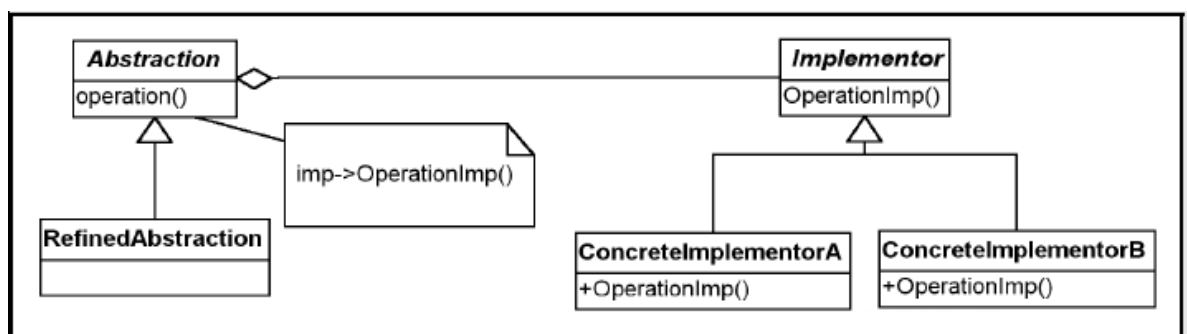 Abstraction
operation()
Implementor
OperationImp()
imp->OperationImp()
RefinedAbstraction
ConcreteImplementorA
+OperationImp()
ConcreteImplementorB
+OperationImp()